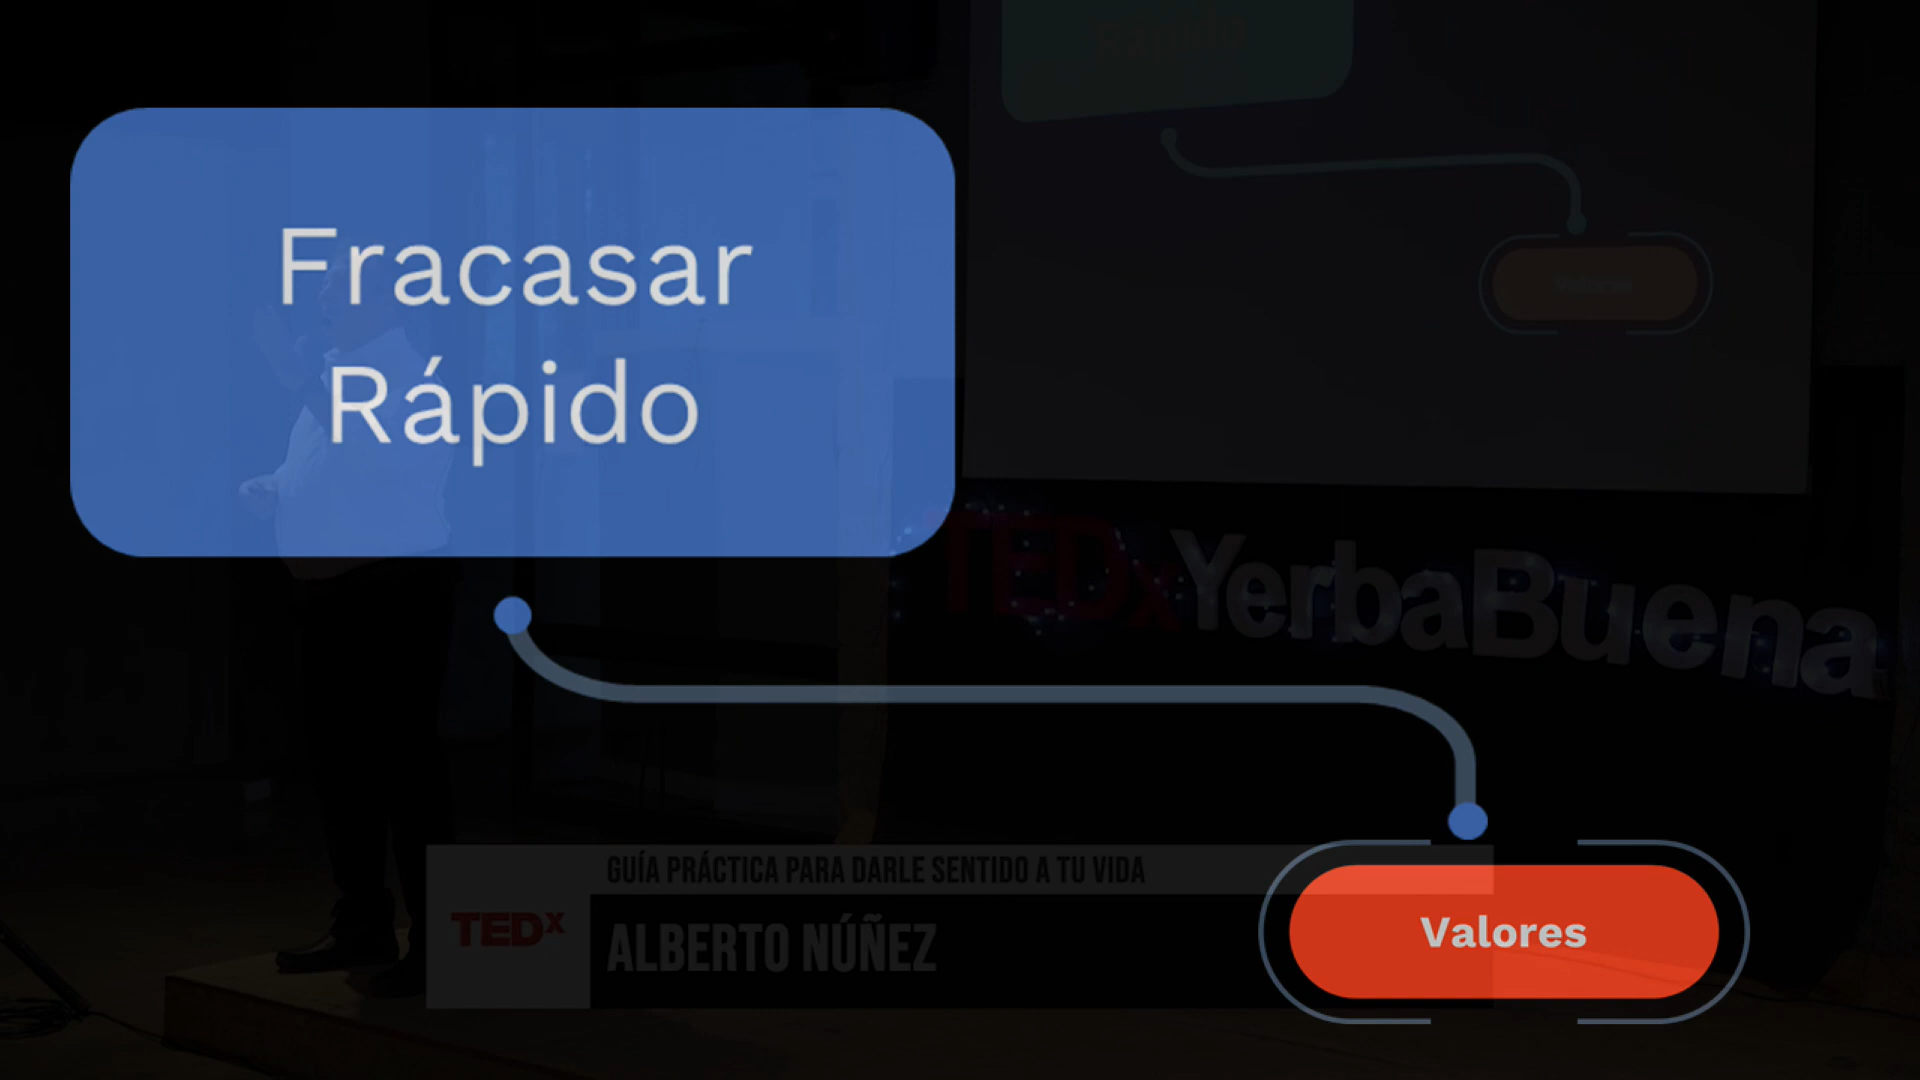 Fracasar
Rápido
TEDxYerbaBuena
GUÍA PRÁCTICA PARA DARLE SENTIDO A TU VIDA
TEDx
ALBERTO NÚÑEZ
Valores